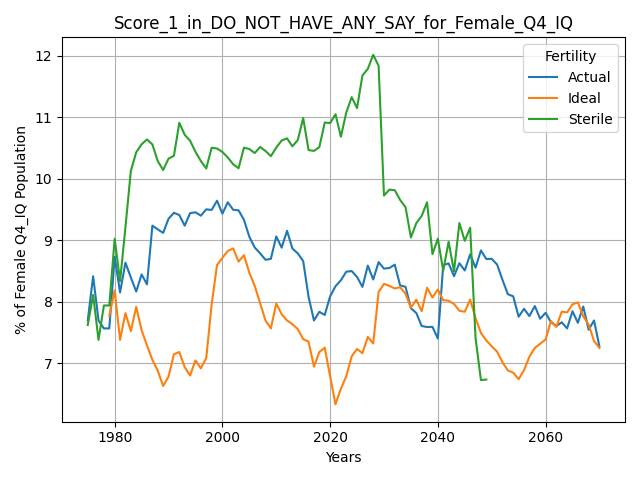 Score_1_in_DO_NOT_HAVE_ANY_SAY_for_Female_Q4_IQ
% of Female Q4_IQ Population
12
11
10
9
8
7
1980 2000 2020 2040 2060
Years
Fertility
Actual
Ideal
Sterile